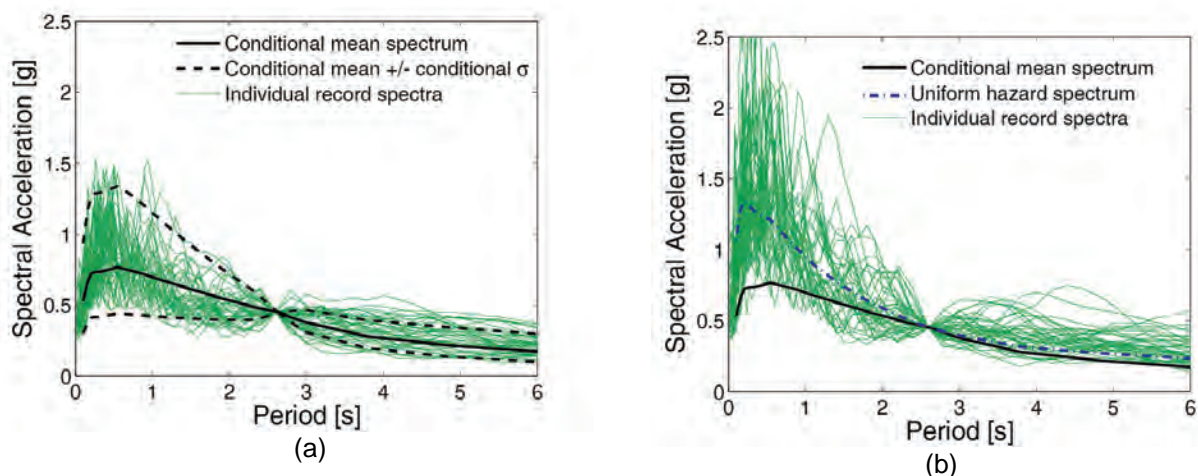 2.5
2
1.5
1
0.5
0
Spectral Acceleration [g]
Conditional mean spectrum
Conditional mean +/- conditional σ
Individual record spectra
0 1 2 3 4 5 6
Period [s]
(a)
2.5
2
1.5
1
0.5
0
Spectral Acceleration [g]
Conditional mean spectrum
Uniform hazard spectrum
Individual record spectra
0 1 2 3 4 5 6
Period [s]
(b)